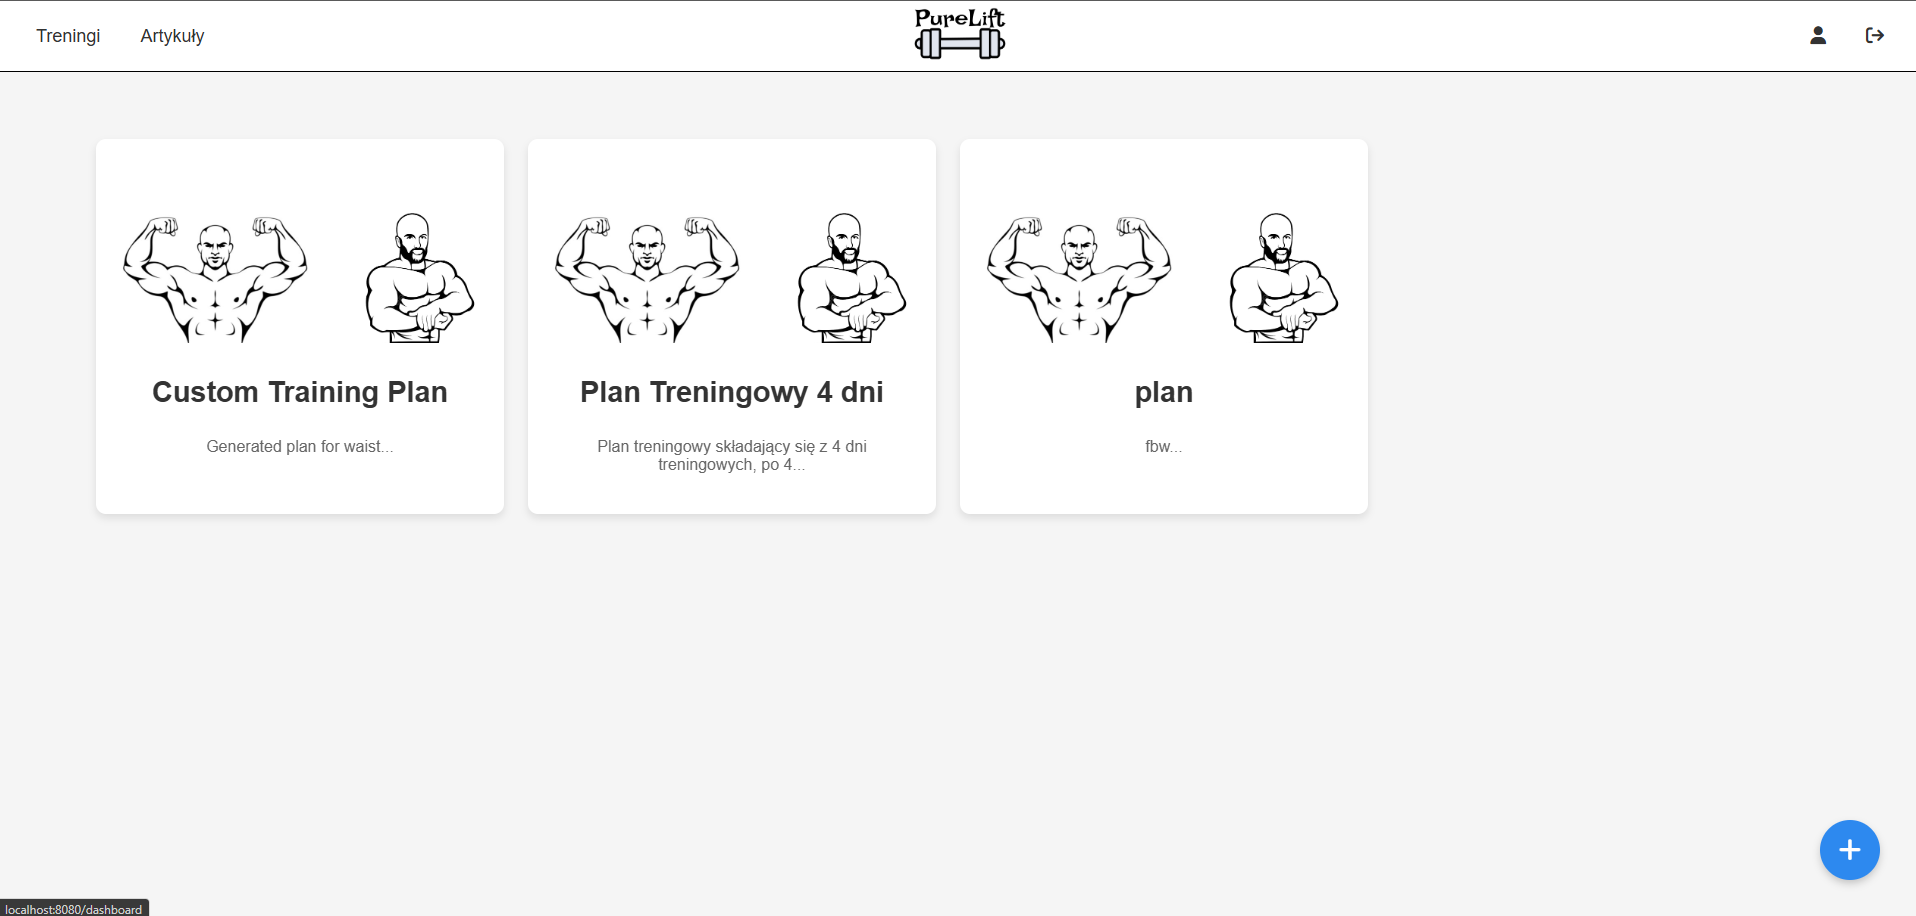 Treningi
Artykuły
PureLift
Custom Training Plan
Generated plan for waist...
Plan Treningowy 4 dni
Plan treningowy składający się z 4 dni
treningowych, po 4...
plan
fbw...
localhost:8080/dashboard